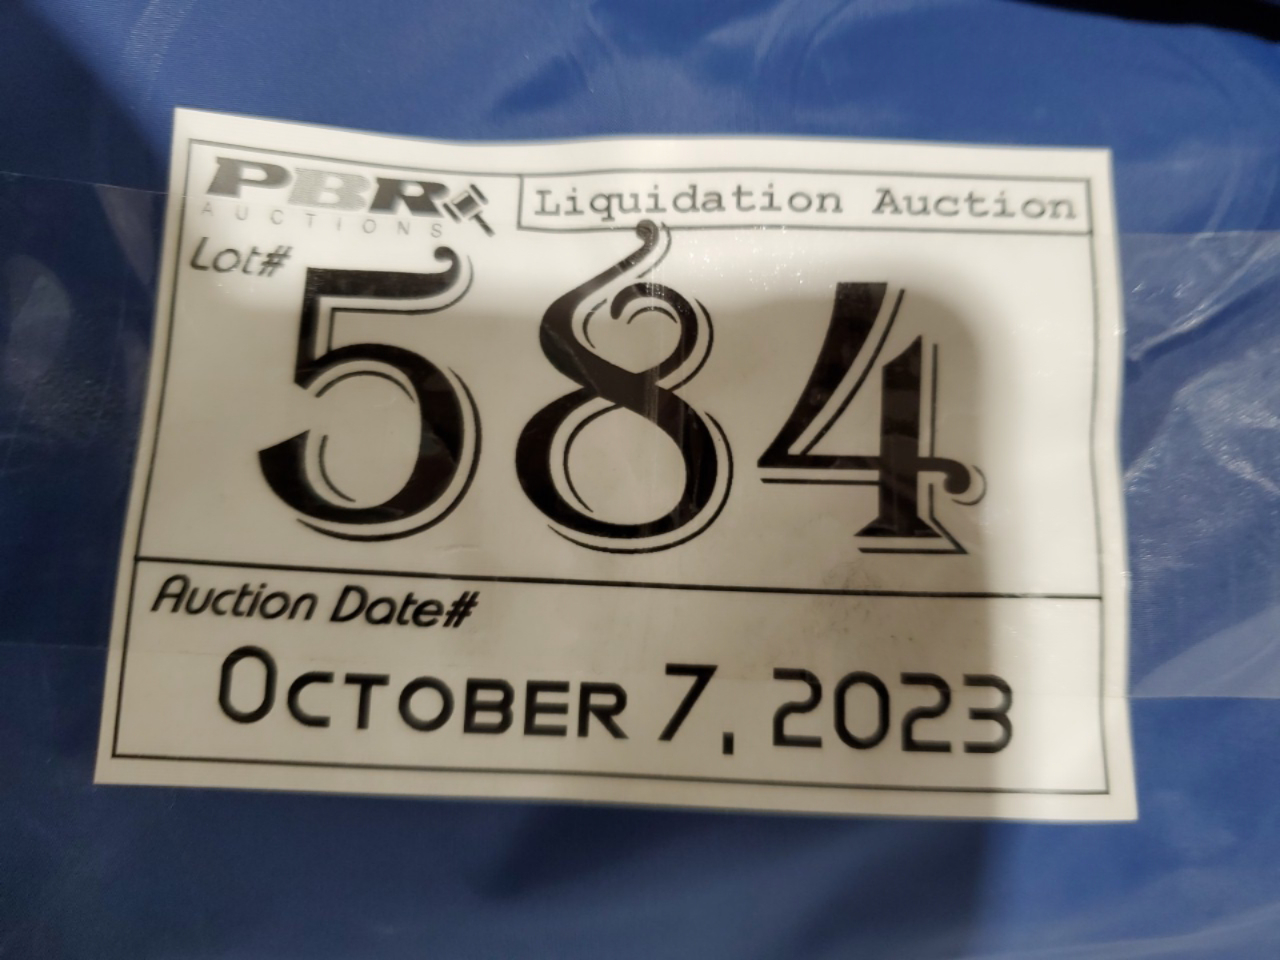 PBR
AUCTIONS
Liquidation Auction
Lot#
584
Auction Date#
OCTOBER 7, 2023